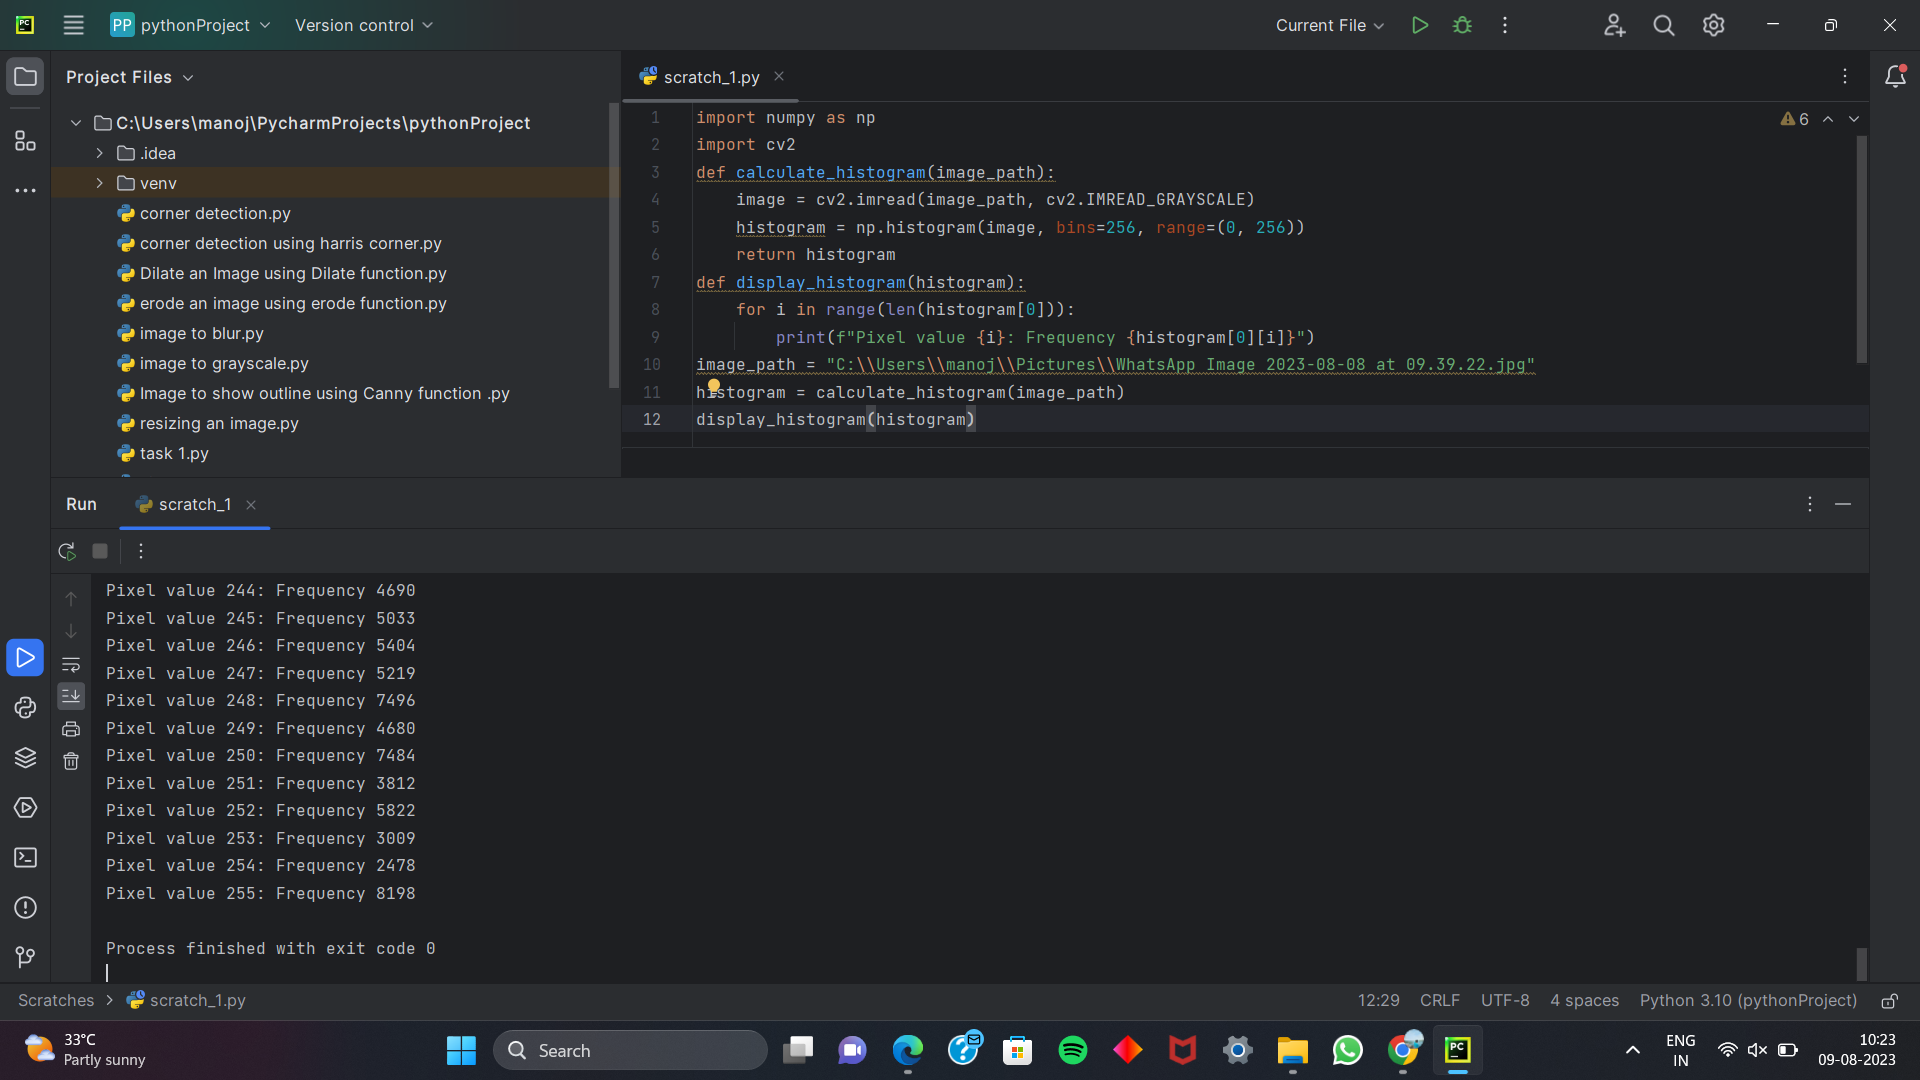 PC
PP pythonProject Version control Current File
Project Files
C:\Users\manoj\PycharmProjects\pythonProject
.idea
venv
corner detection.py
corner detection using harris corner.py
Dilate an Image using Dilate function.py
erode an image using erode function.py
image to blur.py
image to grayscale.py
Image to show outline using Canny function .py
resizing an image.py
task 1.py
scratch_1.py
6
1 import numpy as np
2 import cv2
3 def calculate_histogram(image_path):
4     image = cv2.imread(image_path, cv2.IMREAD_GRAYSCALE)
5     histogram = np.histogram(image, bins=256, range=(0, 256))
6     return histogram
7 def display_histogram(histogram):
8     for i in range(len(histogram[0])):
9         print(f"Pixel value {i}: Frequency {histogram[0][i]}")
10 image_path = "C:\\Users\\manoj\\Pictures\\WhatsApp Image 2023-08-08 at 09.39.22.jpg"
11 histogram = calculate_histogram(image_path)
12 display_histogram(histogram)
Run scratch_1
Pixel value 244: Frequency 4690
Pixel value 245: Frequency 5033
Pixel value 246: Frequency 5404
Pixel value 247: Frequency 5219
Pixel value 248: Frequency 7496
Pixel value 249: Frequency 4680
Pixel value 250: Frequency 7484
Pixel value 251: Frequency 3812
Pixel value 252: Frequency 5822
Pixel value 253: Frequency 3009
Pixel value 254: Frequency 2478
Pixel value 255: Frequency 8198
Process finished with exit code 0
Scratches scratch_1.py 12:29 CRLF UTF-8 4 spaces Python 3.10 (pythonProject)
33°C
Partly sunny
Search
PC
ENG
IN
10:23
09-08-2023